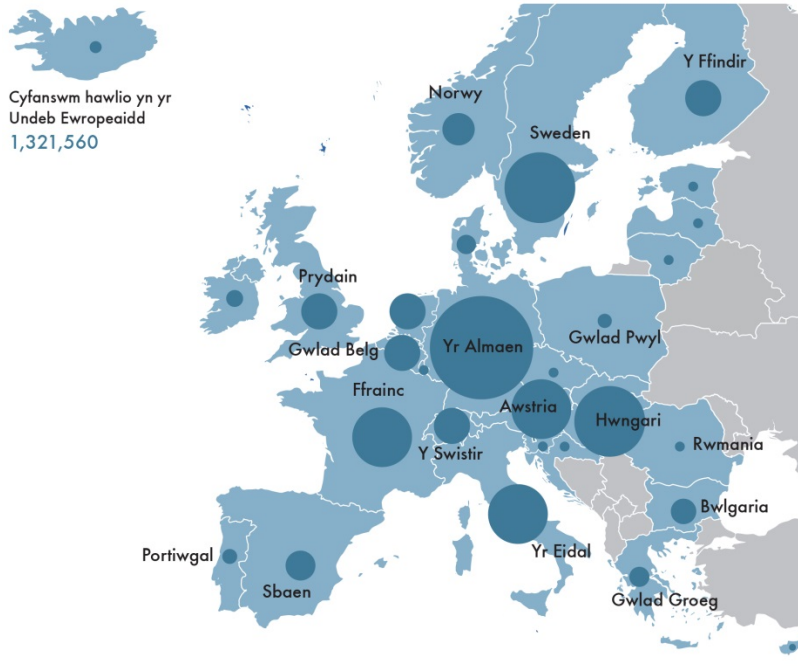 Cyfanswm hawlio yn yr
Undeb Ewropeaidd
1,321,560
Norwy
Y Ffindir
Sweden
Prydain
Gwlad Belg
Yr Almaen
Gwlad Pwyl
Ffrainc
Awstria
Hwngari
Y Swistir
Rwmania
Bwlgaria
Portiwgal
Yr Eidal
Sbaen
Gwlad Groeg